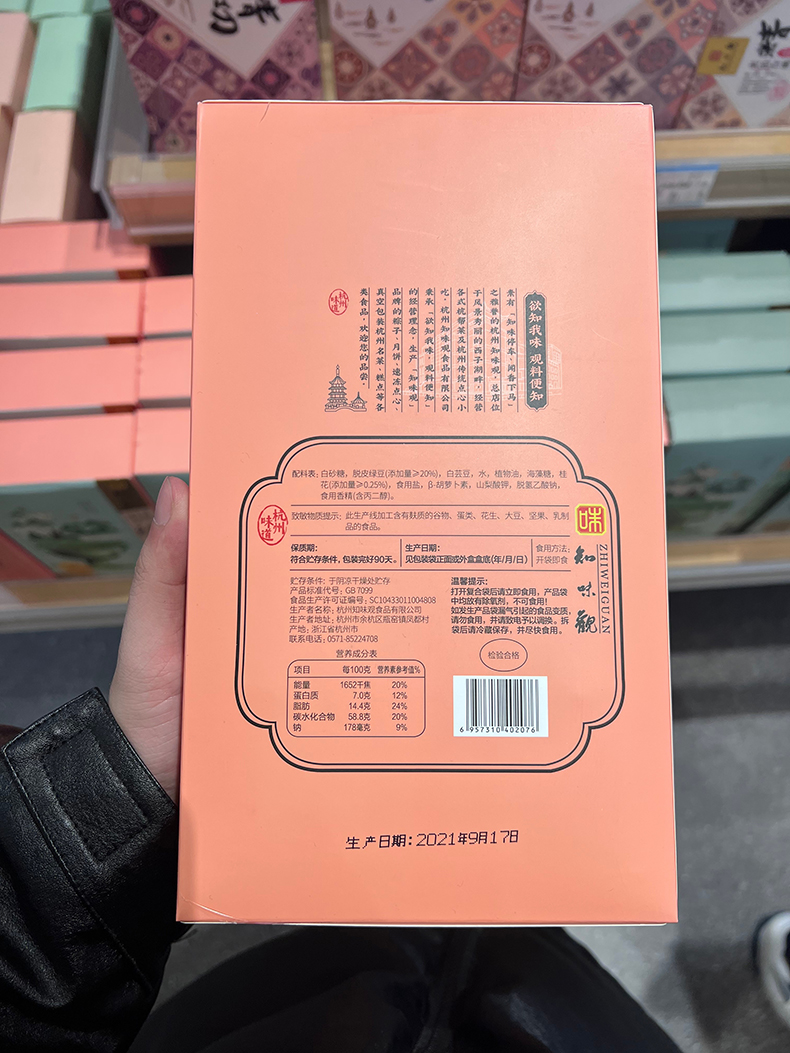 欲知我味 观料便知
素有“知味停车、闻香下马”
之雅誉的杭州知味观，总店位
于风景秀丽的西子湖畔，经营
各式杭帮菜及杭州传统点心小
吃，杭州知味观食品有限公司
秉承“欲知我味，观料便知”
的经营理念，生产“知味观”
品牌的粽子、月饼、速冻点心、
真空包装杭州名菜、糕点等各
类食品，欢迎您的品尝。
杭州
味道
配料表：白砂糖，脱皮绿豆(添加量≥20%)，白芸豆，水，植物油，海藻糖，桂
花(添加量≥0.25%)，食用盐，β-胡萝卜素，山梨酸钾，脱氢乙酸钠，
食用香精(含丙二醇)。
杭州
味道
致敏物质提示：此生产线加工含有麸质的谷物、蛋类、花生、大豆、坚果、乳制
品的食品。
味
知味觀
ZHIWEIGUAN
保质期：
符合贮存条件，包装完好90天。
生产日期：
见包装袋正面或外盒盒底(年/月/日)
食用方法：
开袋即食
贮存条件：于阴凉干燥处贮存
产品标准代号：GB 7099
食品生产许可证编号：SC10433011004808
生产者名称：杭州知味观食品有限公司
生产者地址：杭州市余杭区瓶窑镇凤都村
产地：浙江省杭州市
联系电话：0571-85224708
温馨提示：
打开复合袋后请立即食用，产品袋
中均放有除氧剂，不可食用！
如发生产品袋漏气引起的食品变质，
请勿食用，并请致电予以调换。拆
袋后请冷藏保存，并尽快食用。
检验合格
营养成分表
项目 每100克 营养素参考值%
能量 1652千焦 20%
蛋白质 7.0克 12%
脂肪 14.4克 24%
碳水化合物 58.8克 20%
钠 178毫克 9%
6 957310 402076
生产日期：2021年9月17日